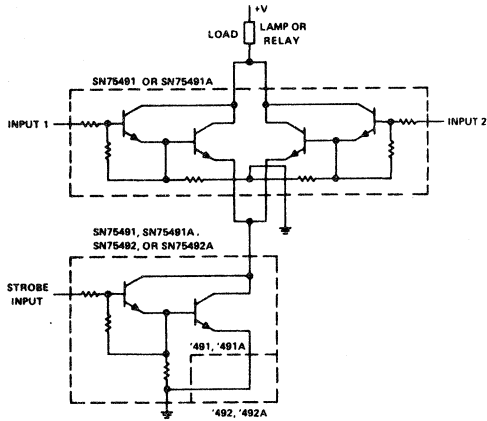 +V
LOAD
LAMP OR
RELAY
SN75491 OR SN75491A
INPUT 1
INPUT 2
SN75491, SN75491A.
SN75492, OR SN75492A
STROBE
INPUT
'491, '491A
'492, '492A